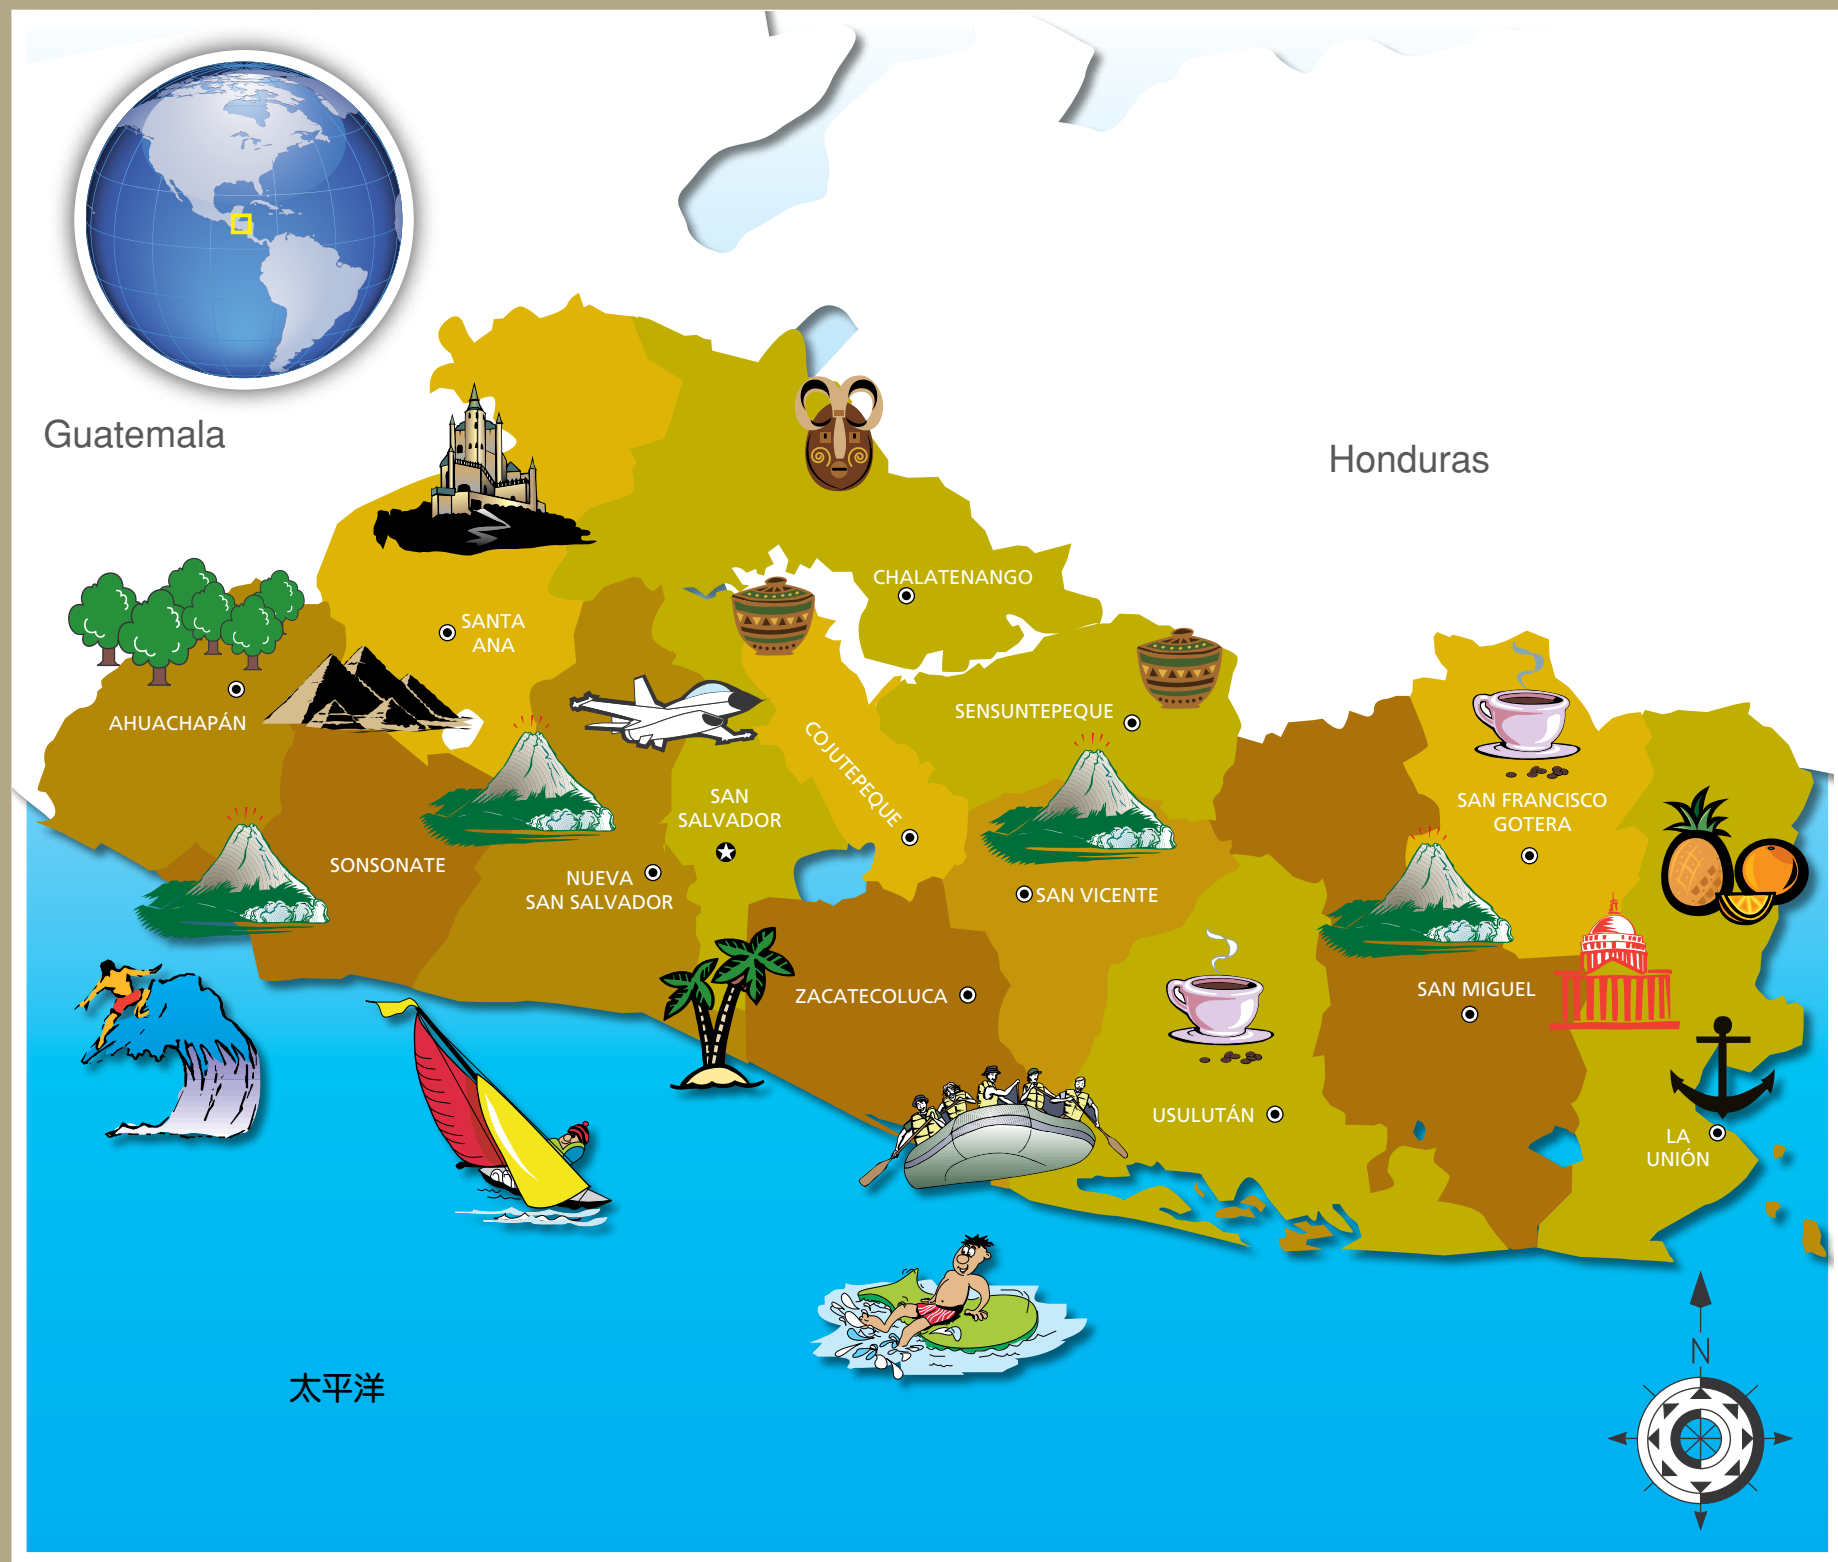 Guatemala
Honduras
CHALATENANGO
SANTA
ANA
AHUACHAPÁN
SENSUNTEPEQUE
COJUTEPEQUE
SAN
SALVADOR
SAN FRANCISCO
GOTERA
SONSONATE
NUEVA
SAN SALVADOR
SAN VICENTE
ZACATECOLUCA
SAN MIGUEL
USULUTÁN
LA
UNIÓN
N
太平洋